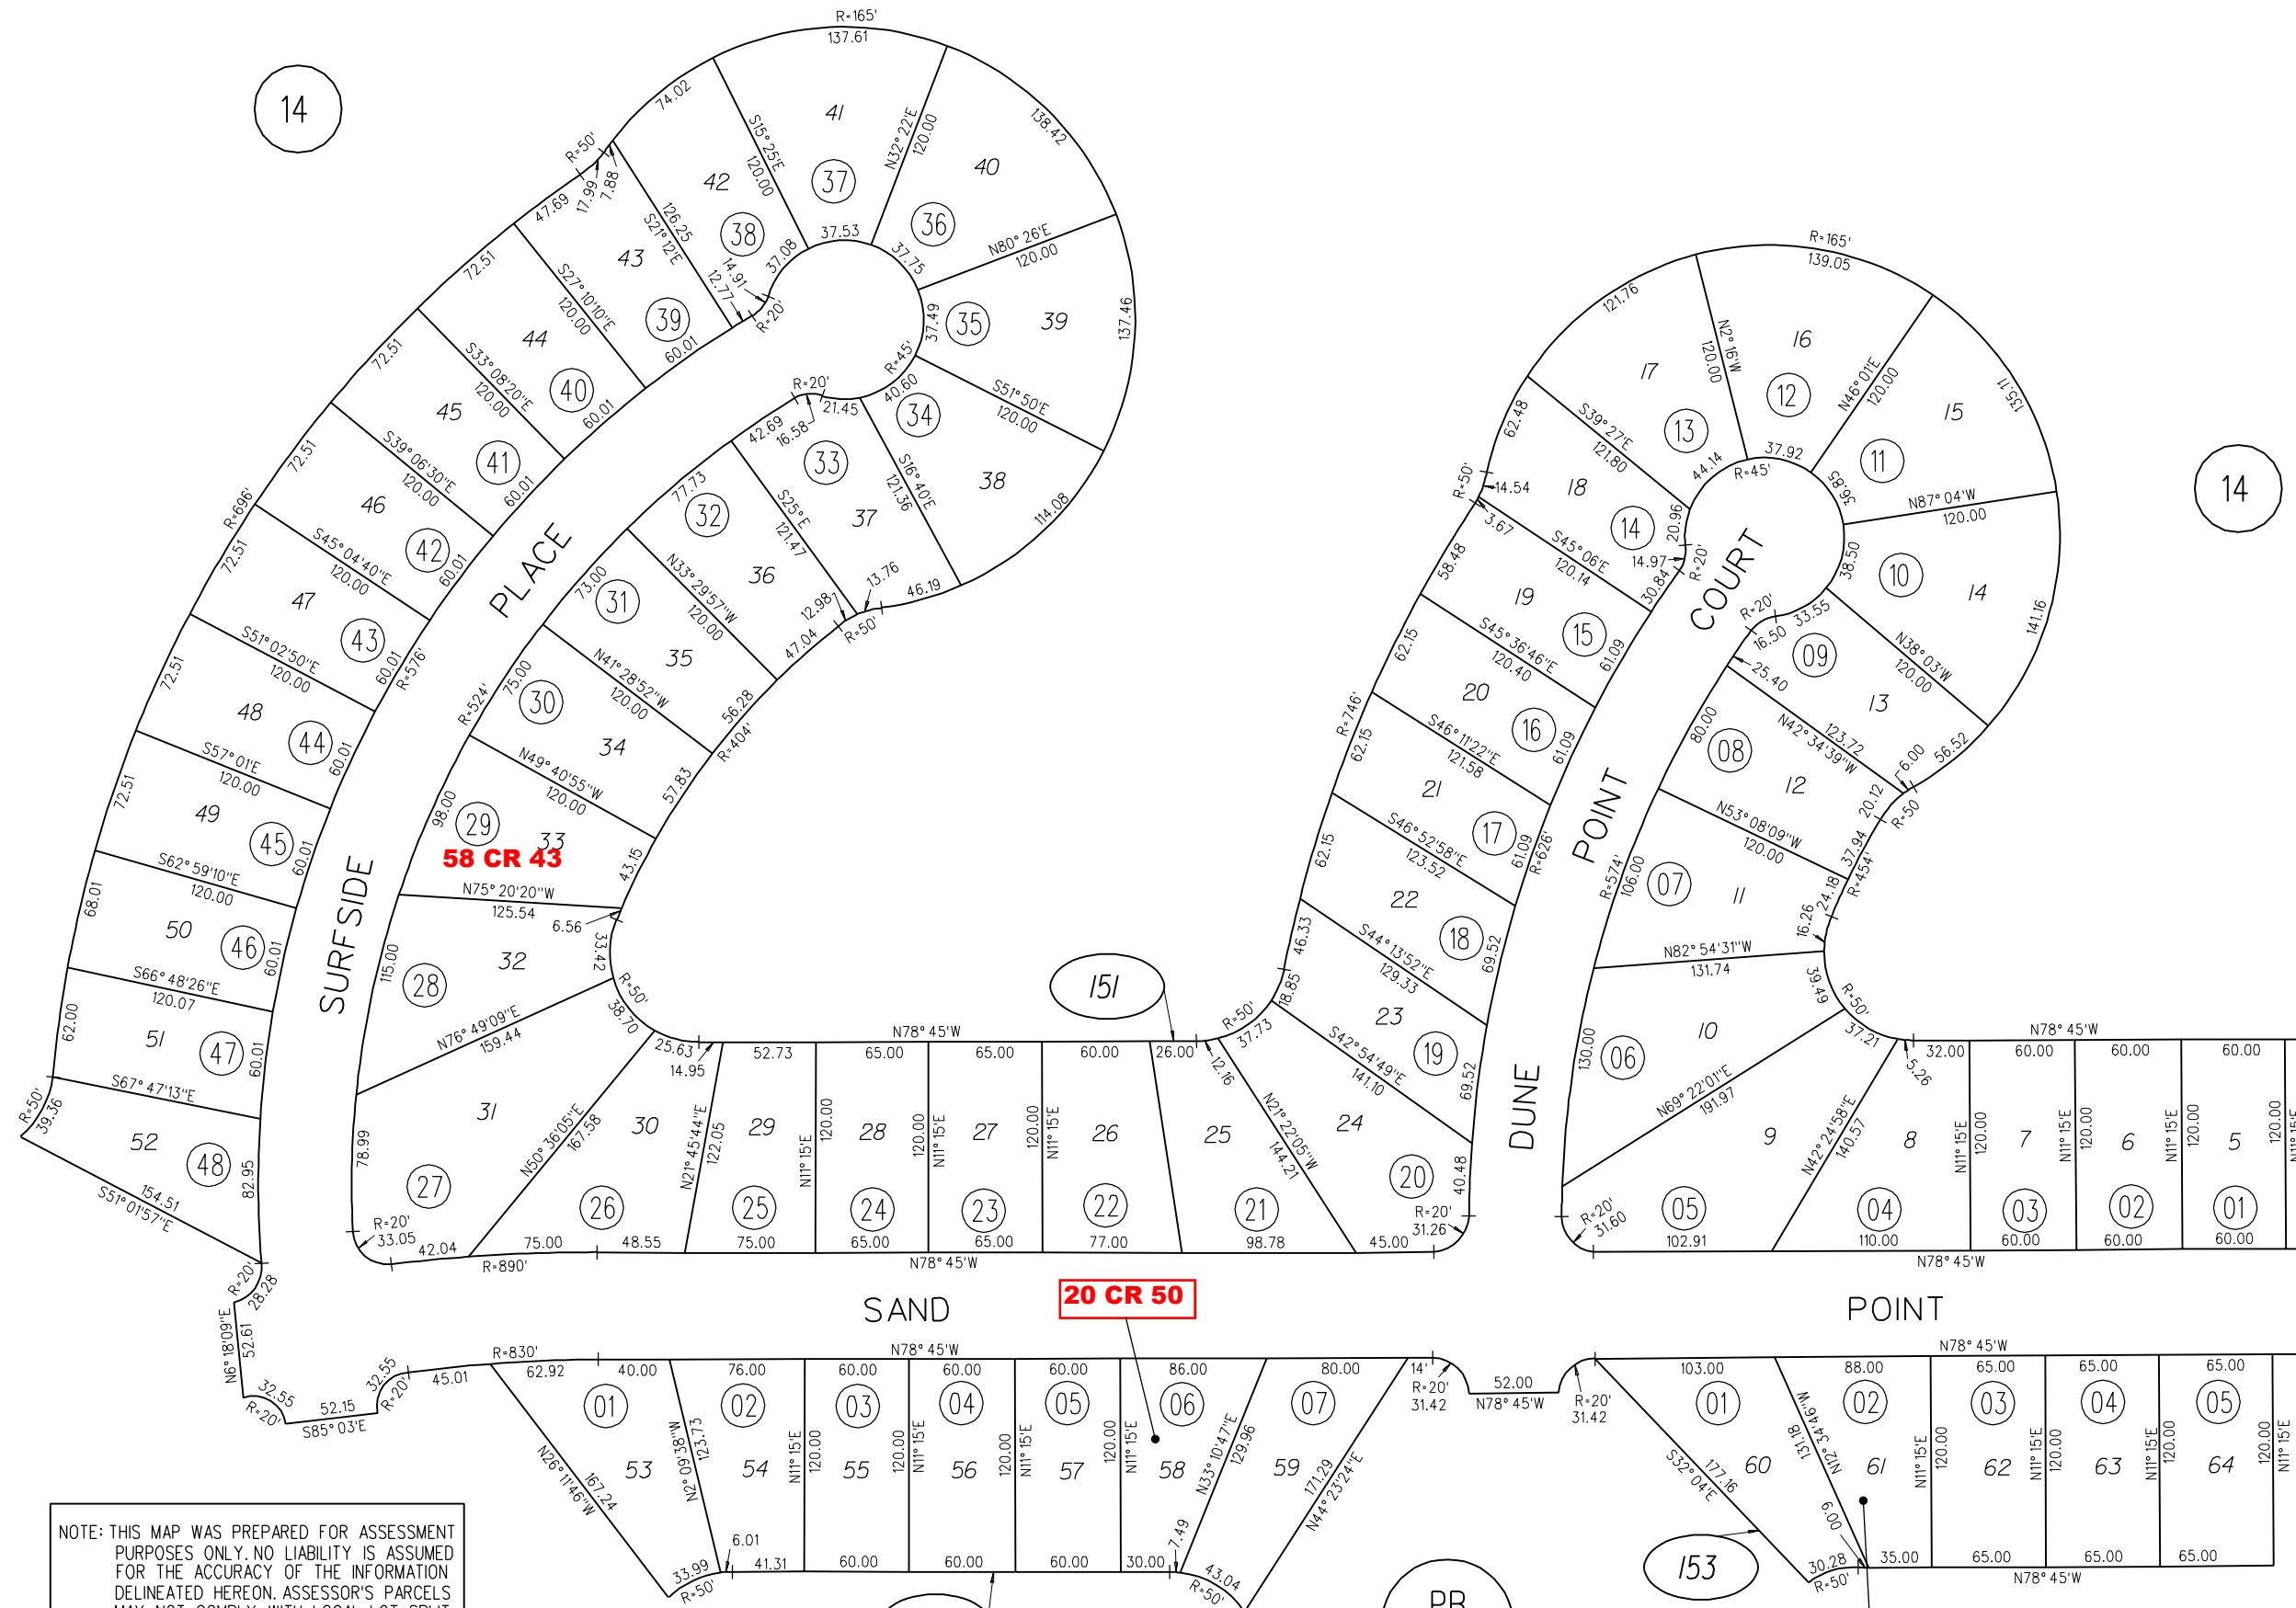 14
R=165'
137.61
74.02
41
S15° 25'E
120.00
N32° 22'E
120.00
138.42
40
37
36
R=50'
17.99
7.88
42
38
126.25
S21° 12'E
37.08
37.53
37.75
N80° 26'E
120.00
47.69
43
39
14.91
12.77
R=20'
37.49
35
39
137.46
72.51
S27° 10'10"E
120.00
44
40
60.01
R=45'
40.60
S51° 50'E
120.00
72.51
S33° 08'20"E
120.00
45
41
60.01
R=20'
21.45
16.58
42.69
33
34
72.51
S39° 06'30"E
120.00
46
42
60.01
77.73
32
S25° E
121.47
37
S16° 40'E
121.36
38
114.08
R=696'
S45° 04'40"E
120.00
47
43
60.01
PLACE
73.00
31
N33° 29'57"W
120.00
36
12.98
13.76
46.19
R=50'
47.04
72.51
S51° 02'50"E
120.00
48
44
60.01
R=576'
75.00
30
N41° 28'52"W
120.00
35
56.28
R=404'
72.51
S57° 01'E
120.00
49
45
60.01
R=524'
N49° 40'55"W
120.00
34
57.83
72.51
S62° 59'10"E
120.00
50
46
60.01
98.00
29
33
58 CR 43
43.15
N75° 20'20"W
125.54
6.56
68.01
S66° 48'26"E
120.07
51
47
60.01
SURFSIDE
115.00
28
32
33.42
R=50'
38.70
N76° 49'09"E
159.44
62.00
S67° 47'13"E
60.01
R=50'
39.36
52
48
82.95
154.51
S51° 01'57"E
78.99
31
27
N50° 36'05"E
167.58
R=20'
33.05
42.04
R=890'
25.63
14.95
30
26
75.00
48.55
N21° 45'44"E
122.05
N78° 45'W
52.73
65.00
65.00
60.00
26.00
151
29
25
75.00
N11° 15'E
120.00
28
24
65.00
120.00
N11° 15'E
27
23
65.00
120.00
N11° 15'E
26
22
77.00
25
21
98.78
N78° 45'W
R=50'
37.73
12.16
N21° 22'05"W
144.21
24
20
45.00
R=20'
31.26
40.48
R=165'
139.05
121.76
N2° 16'W
120.00
16
12
N46° 01'E
120.00
135.11
15
11
17
13
62.48
S39° 27'E
121.80
44.14
R=45'
37.92
36.85
N87° 04'W
120.00
14
R=50'
14.54
3.67
18
14
20.96
14.97
R=20'
COURT
38.50
10
14
141.16
58.48
S45° 06'E
120.14
19
15
30.84
61.09
R=20'
16.50
33.55
09
N38° 03'W
120.00
13
62.15
S45° 36'46"E
120.40
20
16
61.09
25.40
80.00
08
123.72
N42° 34'39"W
6.00
56.52
R=746'
62.15
S46° 11'22"E
121.58
21
17
61.09
R=626'
POINT
12
20.12
R=50
N53° 08'09"W
120.00
37.94
R=454'
62.15
S46° 52'58"E
123.52
22
18
69.52
R=574'
106.00
07
11
24.18
16.26
N82° 54'31"W
131.74
46.33
S44° 13'52"E
129.33
18.85
23
19
69.52
S42° 54'49"E
141.10
DUNE
130.00
06
10
39.49
R=50'
37.21
N69° 22'01"E
191.97
5.26
N78° 45'W
32.00
60.00
60.00
60.00
9
05
102.91
N42° 24'58"E
140.57
8
04
110.00
N11° 15'E
120.00
7
03
60.00
N11° 15'E
120.00
6
02
60.00
N11° 15'E
120.00
5
01
60.00
120.00
N11° 15'E
R=20'
31.60
N78° 45'W
R=20'
28.28
N6° 18'09"E
52.61
32.55
R=20'
52.15
S85° 03'E
32.55
R=20'
45.01
SAND
20 CR 50
POINT
R=830'
62.92
40.00
N78° 45'W
76.00
60.00
60.00
60.00
86.00
80.00
14'
R=20'
31.42
52.00
N78° 45'W
R=20'
31.42
01
53
N26° 11'46"W
167.24
33.99
R=50'
N2° 09'38"W
123.73
02
54
6.01
41.31
N11° 15'E
120.00
03
55
60.00
120.00
N11° 15'E
04
56
60.00
120.00
N11° 15'E
05
57
60.00
120.00
N11° 15'E
06
58
30.00
7.49
N33° 10'47"E
129.96
07
59
43.04
R=50'
171.29
N44° 23'24"E
N78° 45'W
103.00
88.00
65.00
65.00
65.00
01
60
S32° 04'E
177.16
153
30.28
R=50'
N12° 34'46"W
131.18
02
61
6.00
35.00
N11° 15'E
120.00
03
62
65.00
N11° 15'E
120.00
04
63
65.00
N11° 15'E
120.00
05
64
65.00
120.00
N11° 15'E
N78° 45'W
PB
NOTE: THIS MAP WAS PREPARED FOR ASSESSMENT
PURPOSES ONLY. NO LIABILITY IS ASSUMED
FOR THE ACCURACY OF THE INFORMATION
DELINEATED HEREON. ASSESSOR'S PARCELS
MAY NOT COMPLY WITH LOCAL LOT SPLIT